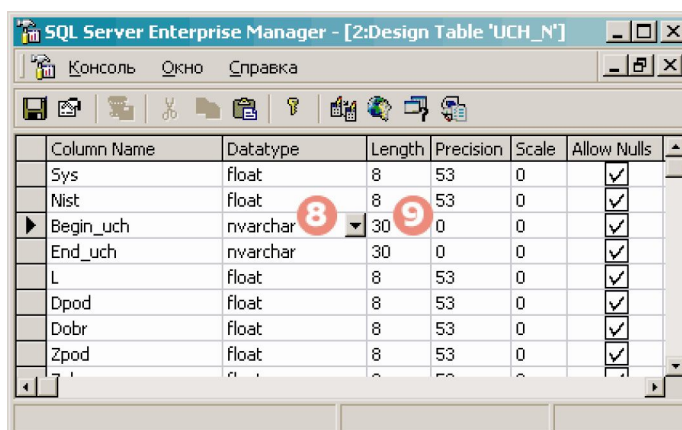 SQL Server Enterprise Manager - [2:Design Table 'UCH_N']
Консоль Окно Справка
Column Name Datatype Length Precision Scale Allow Nulls
Sys float 8 53 0
Nist float 8 53 0
Begin_uch nvarchar 8 30 9 0 0
End_uch nvarchar 30 0 0
L float 8 53 0
Dpod float 8 53 0
Dobr float 8 53 0
Zpod float 8 53 0